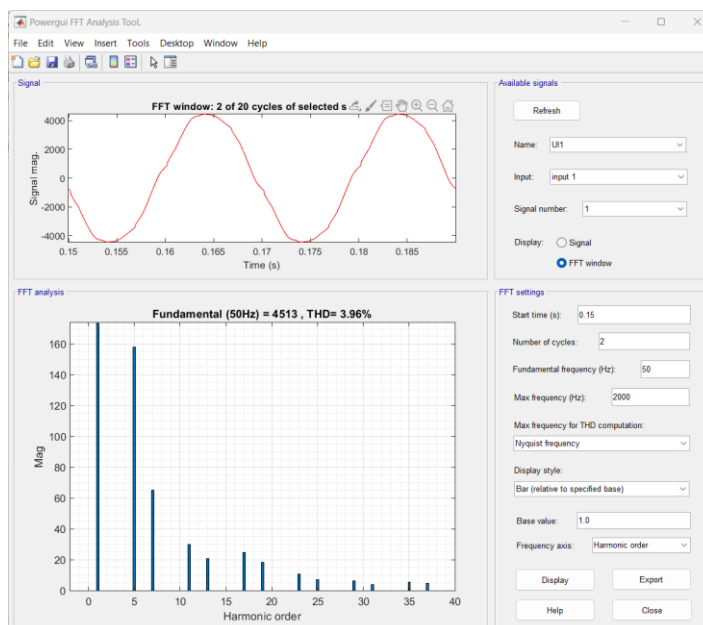 Powergui FFT Analysis Tool.
File Edit View Insert Tools Desktop Window Help
Signal
FFT window: 2 of 20 cycles of selected s
4000
2000
0
-2000
-4000
Signal mag.
0.15 0.155 0.16 0.165 0.17 0.175 0.18 0.185
Time (s)
FFT analysis
Fundamental (50Hz) = 4513 , THD= 3.96%
160
140
120
100
80
60
40
20
0
Mag
0 5 10 15 20 25 30 35 40
Harmonic order
Available signals
Refresh
Name: UI1
Input: input 1
Signal number: 1
Display: Signal
FFT window
FFT settings
Start time (s): 0.15
Number of cycles: 2
Fundamental frequency (Hz): 50
Max frequency (Hz): 2000
Max frequency for THD computation:
Nyquist frequency
Display style:
Bar (relative to specified base)
Base value: 1.0
Frequency axis: Harmonic order
Display Export
Help Close